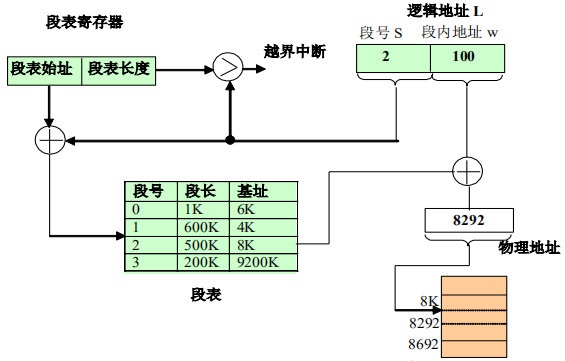 段表寄存器
逻辑地址 L
段号 S 段内地址 w
越界中断
2 100
段表始址 段表长度
>
段号 段长 基址
0 1K 6K
1 600K 4K
2 500K 8K
3 200K 9200K
段表
8292
物理地址
8K
8292
8692